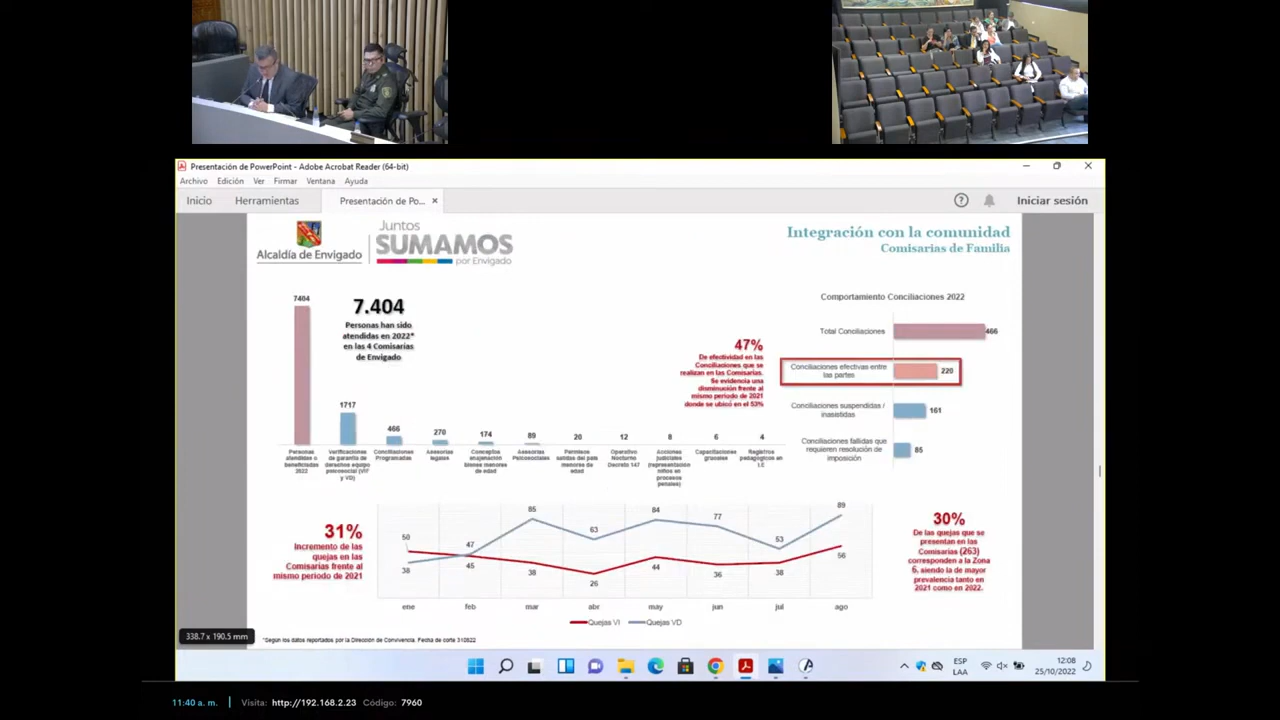 Presentación de PowerPoint - Adobe Acrobat Reader (64-bit)
Archivo Edición Ver Firmar Ventana Ayuda
Inicio Herramientas Presentación de Po... Iniciar sesión
Alcaldía de Envigado
Juntos
SUMAMOS
por Envigado
Integración con la comunidad
Comisarias de Familia
7404
7.404
Personas han sido
atendidas en 2022*
en las 4 Comisarias
de Envigado
1717
466
270
174
89
20
12
8
6
4
Personas
atendidas o
beneficiadas
2022
Verificaciones
de garantía de
derechos equipo
psicosocial (VIF
y VD)
Conciliaciones
Programadas
Asesorías
legales
Conceptos
enajenación
bienes menores
de edad
Asesorías
Psicosociales
Permisos
salidas del país
menores de
edad
Operativo
Nocturno
Decreto 147
Acciones
judiciales
(representación
niños en
procesos
penales)
Capacitaciones
grupales
Registros
pedagógicos en
I.E
47%
De efectividad en las
Conciliaciones que se
realizan en las Comisarías.
Se evidencia una
disminución frente al
mismo periodo de 2021
donde se ubicó en el 53%
Comportamiento Conciliaciones 2022
Total Conciliaciones 466
Conciliaciones efectivas entre
las partes
220
Conciliaciones suspendidas /
inasistidas
161
Conciliaciones fallidas que
requieren resolución de
imposición
85
31%
Incremento de las
quejas en las
Comisarías frente al
mismo periodo de 2021
50 47 85 63 84 77 53 89
38 45 38 26 44 36 38 56
ene feb mar abr may jun jul ago
Quejas VI Quejas VD
30%
De las quejas que se
presentan en las
Comisarías (263)
corresponden a la Zona
6, siendo la de mayor
prevalencia tanto en
2021 como en 2022.
338.7 x 190.5 mm
*Según los datos reportados por la Dirección de Convivencia. Fecha de corte 310822
ESP
LAA
12:08
25/10/2022
11:40 a. m. Visita: http://192.168.2.23 Código: 7960